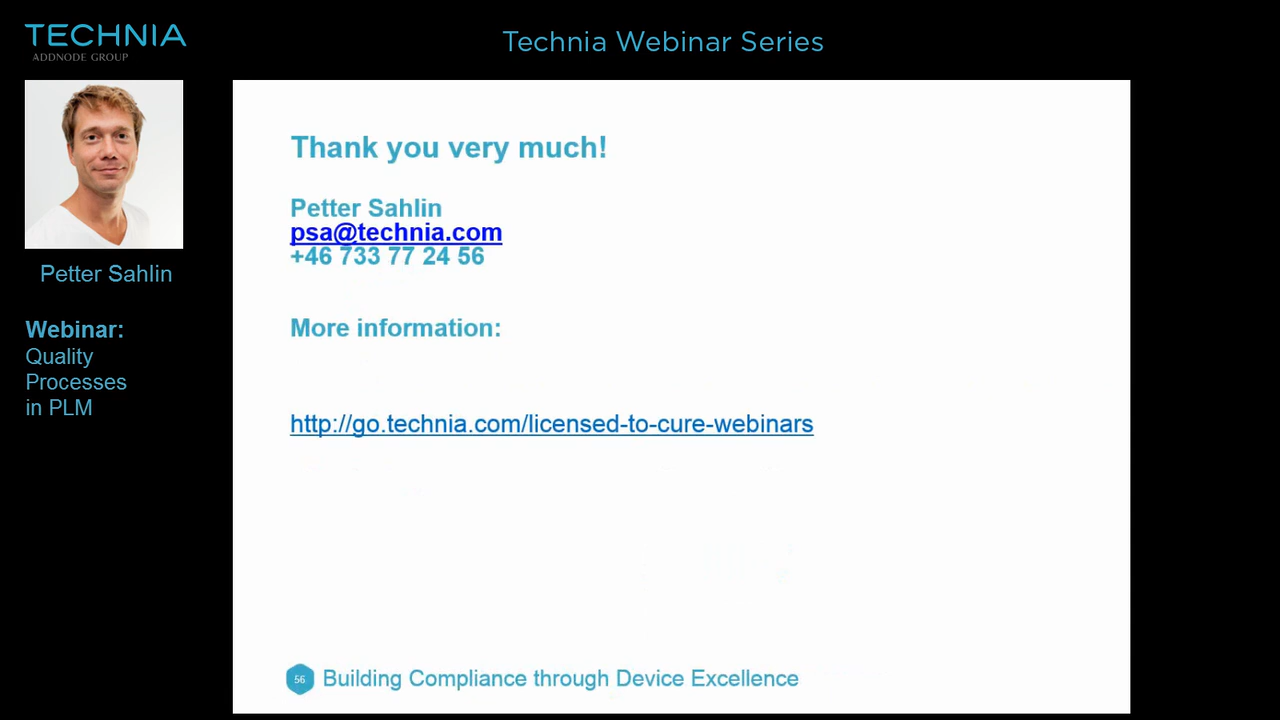 TECHNIA
ADDNODE GROUP
Technia Webinar Series
Petter Sahlin
Webinar:
Quality
Processes
in PLM
Thank you very much!
Petter Sahlin
psa@technia.com
+46 733 77 24 56
More information:
http://go.technia.com/licensed-to-cure-webinars
56 Building Compliance through Device Excellence